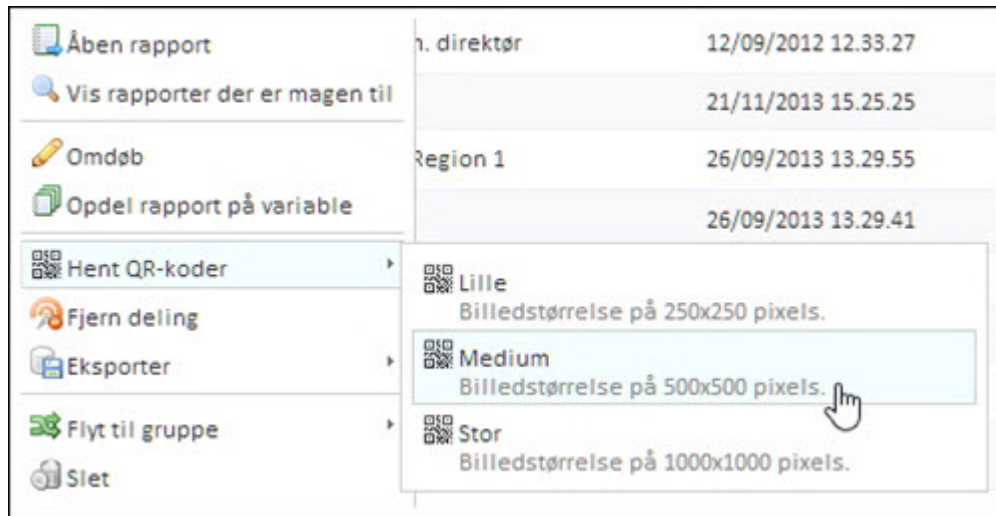 Åben rapport
Vis rapporter der er magen til
Omdøb
Opdel rapport på variable
Hent QR-koder
Fjern deling
Eksporter
Flyt til gruppe
Slet
n. direktør 12/09/2012 12.33.27
21/11/2013 15.25.25
Region 1 26/09/2013 13.29.55
26/09/2013 13.29.41
Lille
Billedstørrelse på 250x250 pixels.
Medium
Billedstørrelse på 500x500 pixels.
Stor
Billedstørrelse på 1000x1000 pixels.